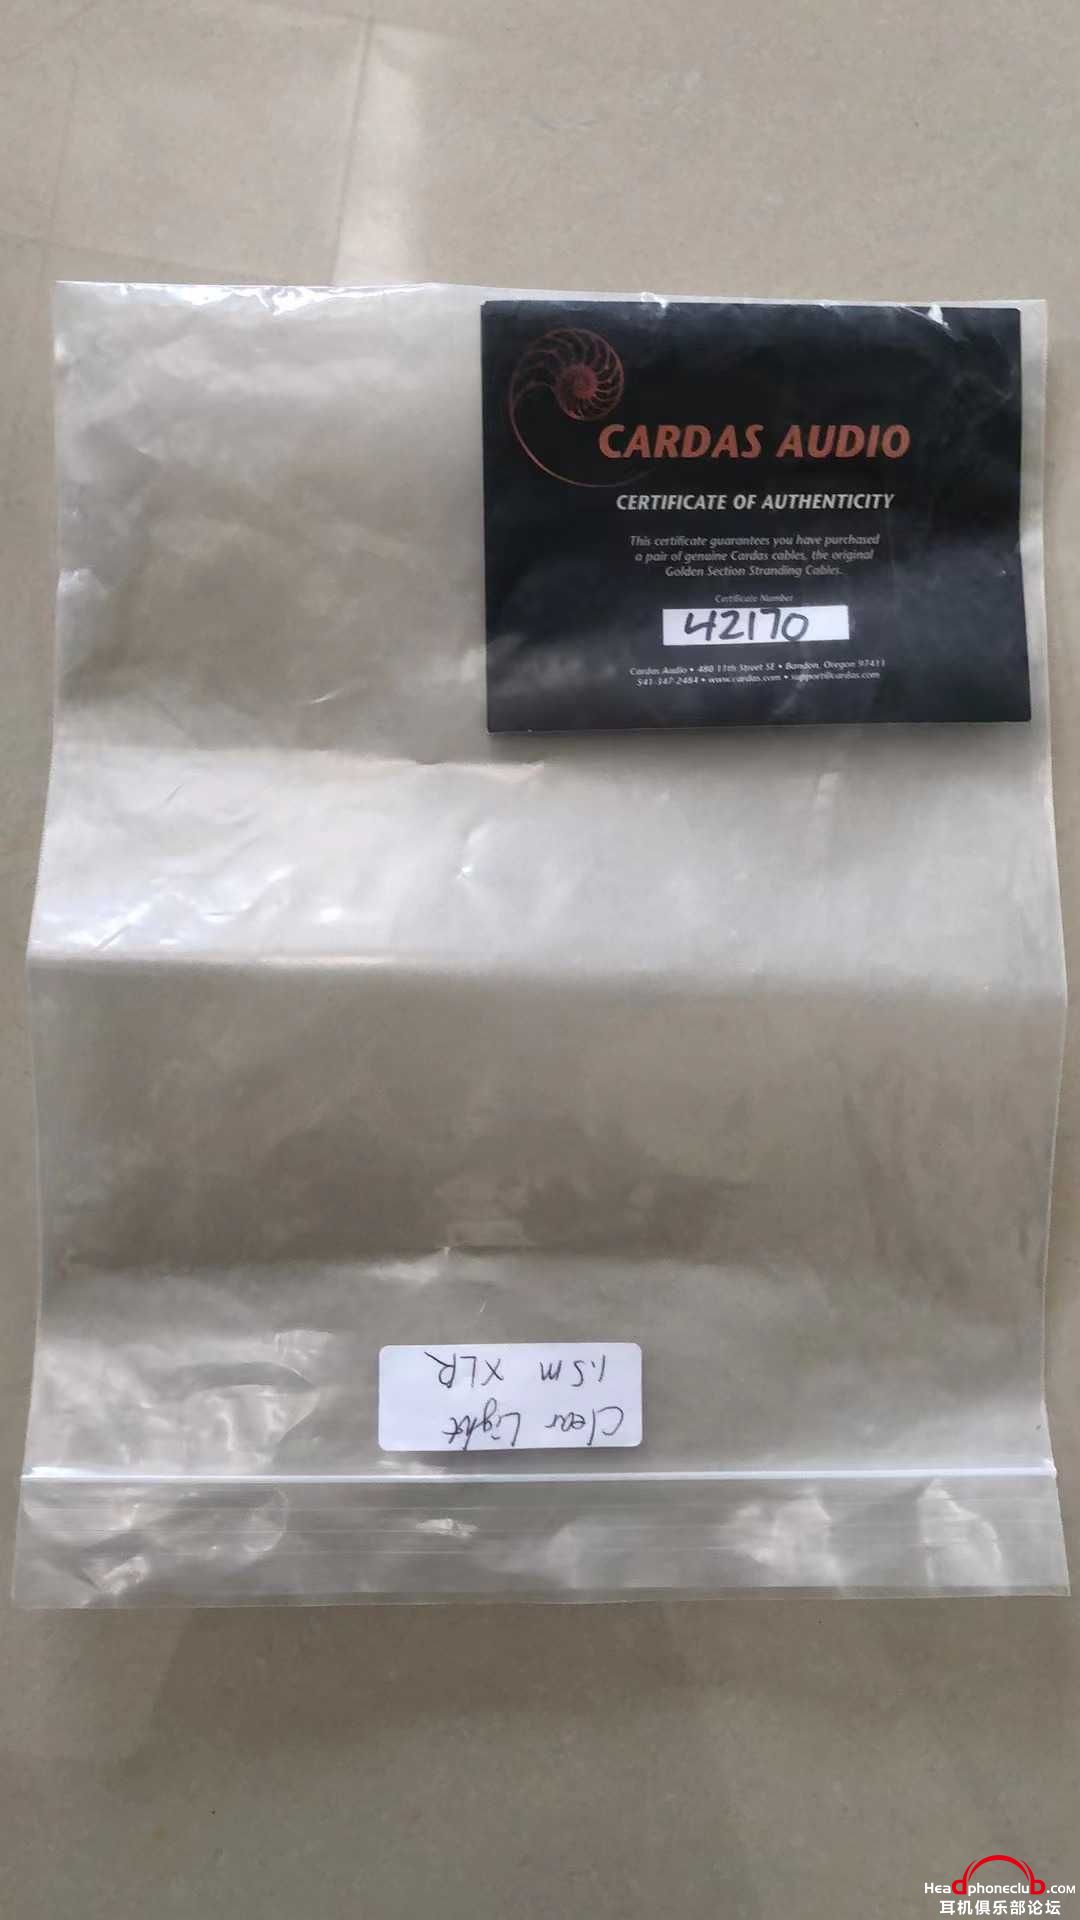 CARDAS AUDIO
CERTIFICATE OF AUTHENTICITY
This certificate guarantees you have purchased
a pair of genuine Cardas cables, the original
Golden Section Stranding Cables.
Certificate Number
42170
Cardas Audio • 480 11th Street SE • Bandon, Oregon 97411
541-347-2484 • www.cardas.com • support@cardas.com
Clear Light
1.5m XLR
Headphoneclub.com
耳机俱乐部论坛